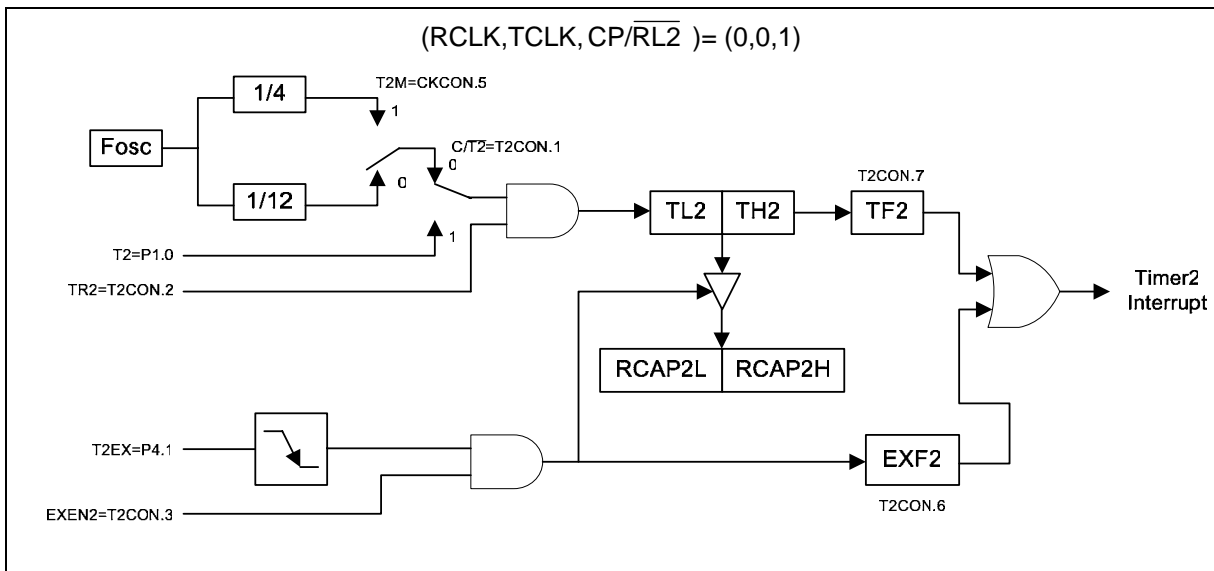 (RCLK,TCLK, CP/R̅L̅2̅ )= (0,0,1)
T2M=CKCON.5
1/4
1
Fosc
C/T̅2̅=T2CON.1
0
0
1/12
1
T2=P1.0
TR2=T2CON.2
TL2 TH2
T2CON.7
TF2
Timer2
Interrupt
RCAP2L RCAP2H
T2EX=P4.1
EXF2
T2CON.6
EXEN2=T2CON.3